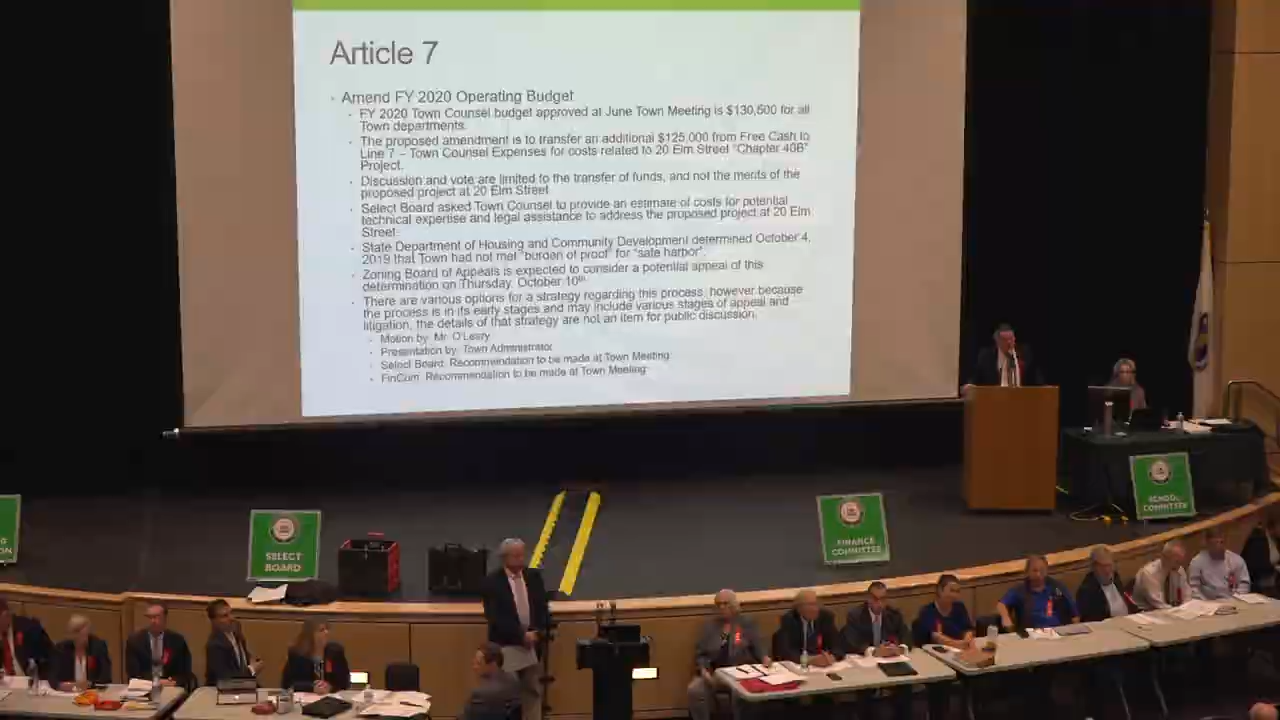 Article 7
Amend FY 2020 Operating Budget
FY 2020 Town Counsel budget approved at June Town Meeting is $130,500 for all
Town departments.
The proposed amendment is to transfer an additional $125,000 from Free Cash to
Line 7 – Town Counsel Expenses for costs related to 20 Elm Street "Chapter 40B"
Project.
Discussion and vote are limited to the transfer of funds, and not the merits of the
proposed project at 20 Elm Street
Select Board asked Town Counsel to provide an estimate of costs for potential
technical expertise and legal assistance to address the proposed project at 20 Elm
Street.
State Department of Housing and Community Development determined October 4,
2019 that Town had not met "burden of proof" for "safe harbor".
Zoning Board of Appeals is expected to consider a potential appeal of this
determination on Thursday, October 10th.
There are various options for a strategy regarding this process, however because
the process is in its early stages and may include various stages of appeal and
litigation, the details of that strategy are not an item for public discussion.
Motion by: Mr. O'Leary
Presentation by: Town Administrator
Select Board: Recommendation to be made at Town Meeting
FinCom: Recommendation to be made at Town Meeting
SCHOOL
COMMITTEE
FINANCE
COMMITTEE
SELECT
BOARD
G
ON